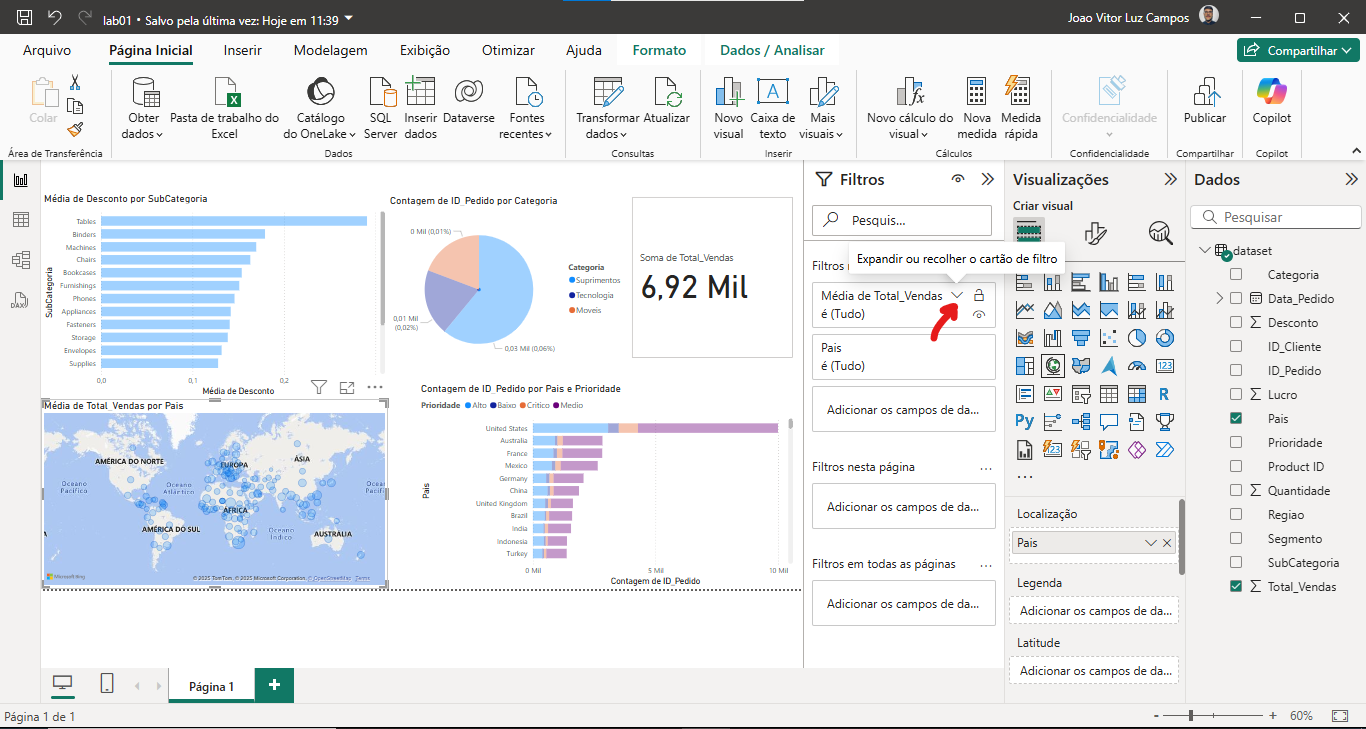 lab01 • Salvo pela última vez: Hoje em 11:39
Joao Vitor Luz Campos
Arquivo
Página Inicial
Inserir
Modelagem
Exibição
Otimizar
Ajuda
Formato
Dados / Analisar
Compartilhar
Colar
Obter dados
Pasta de trabalho do Excel
Catálogo do OneLake
SQL Server
Inserir dados
Dataverse
Fontes recentes
Transformar dados
Atualizar
Novo visual
Caixa de texto
Mais visuais
Novo cálculo do visual
Nova medida
Medida rápida
Confidencialidade
Publicar
Copilot
Área de Transferência
Dados
Consultas
Inserir
Cálculos
Confidencialidade
Compartilhar
Copilot
Média de Desconto por SubCategoria
SubCategoria
Tables
Binders
Machines
Chairs
Bookcases
Furnishings
Phones
Appliances
Fasteners
Storage
Envelopes
Supplies
0,0
0,1
0,2
Média de Desconto
Contagem de ID_Pedido por Categoria
0 Mil (0,01%)
0,01 Mil
(0,02%)
0,03 Mil (0,06%)
Categoria
Suprimentos
Tecnologia
Moveis
Soma de Total_Vendas
6,92 Mil
Média de Total_Vendas por Pais
AMÉRICA DO NORTE
EUROPA
ÁSIA
Oceano
Pacífico
Oceano
Atlântico
Oceano
Pacífico
ÁFRICA
AMÉRICA DO SUL
Oceano
Índico
AUSTRÁLIA
Microsoft Bing
© 2025 TomTom, © 2025 Microsoft Corporation, © OpenStreetMap Terms
Contagem de ID_Pedido por Pais e Prioridade
Prioridade
Alto
Baixo
Critico
Medio
Pais
United States
Australia
France
Mexico
Germany
China
United Kingdom
Brazil
India
Indonesia
Turkey
0 Mil
5 Mil
10 Mil
Contagem de ID_Pedido
Filtros
Pesquis...
Expandir ou recolher o cartão de filtro
Filtros
Média de Total_Vendas
é (Tudo)
Pais
é (Tudo)
Adicionar os campos de da...
Filtros nesta página
...
Adicionar os campos de da...
Filtros em todas as páginas
...
Adicionar os campos de da...
Visualizações
Criar visual
123
R
Py
...
Localização
Pais
Legenda
Adicionar os campos de da...
Latitude
Adicionar os campos de da...
Dados
Pesquisar
dataset
Categoria
Data_Pedido
Desconto
ID_Cliente
ID_Pedido
Lucro
Pais
Prioridade
Product ID
Quantidade
Regiao
Segmento
SubCategoria
Total_Vendas
Página 1
Página 1 de 1
- + 60%